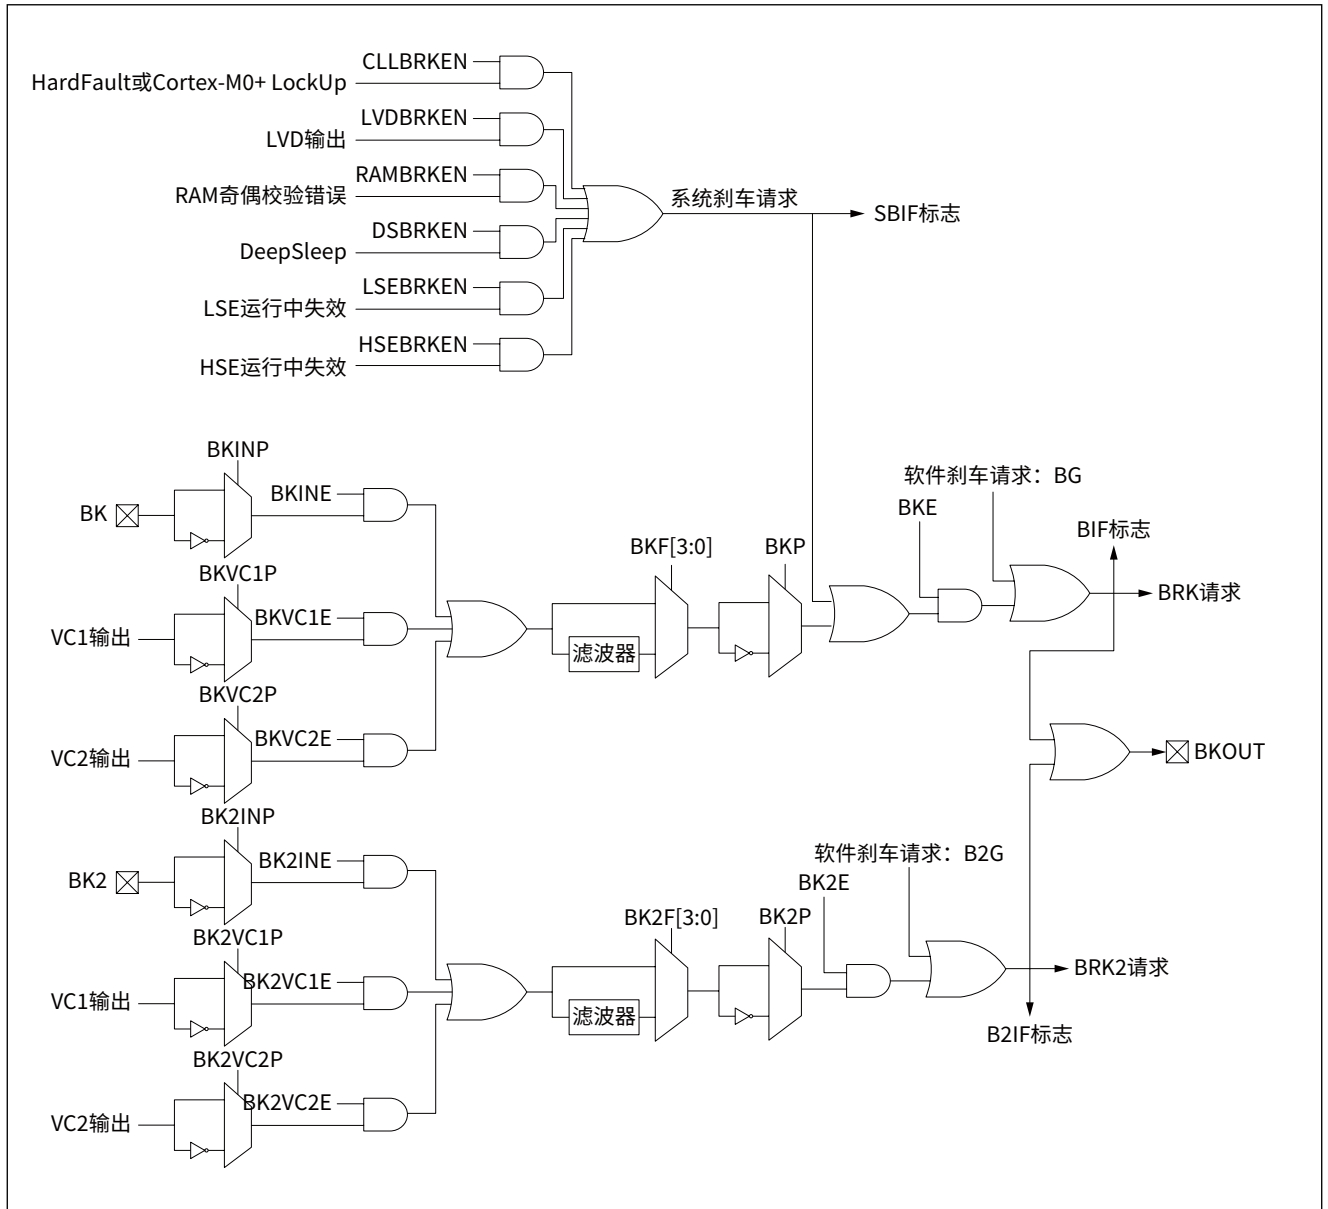 CLLBRKEN
HardFault或Cortex-M0+ LockUp
LVDBRKEN
LVD输出
RAMBRKEN
RAM奇偶校验错误
DSBRKEN
DeepSleep
LSEBRKEN
LSE运行中失效
HSEBRKEN
HSE运行中失效
系统刹车请求
SBIF标志
BKINP
BK
BKINE
BKVC1P
VC1输出
BKVC1E
BKVC2P
VC2输出
BKVC2E
BKF[3:0]
滤波器
BKP
BKE
软件刹车请求：BG
BIF标志
BRK请求
BKOUT
BK2INP
BK2
BK2INE
BK2VC1P
VC1输出
BK2VC1E
BK2VC2P
VC2输出
BK2VC2E
BK2F[3:0]
滤波器
BK2P
BK2E
软件刹车请求：B2G
BRK2请求
B2IF标志